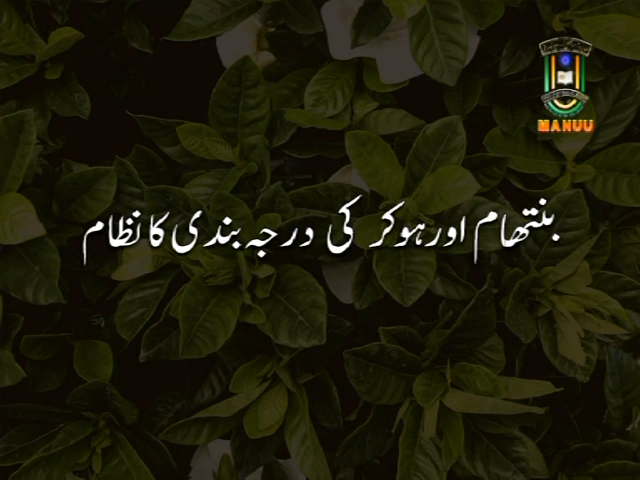 MANUU
بنتھام اور ہوکر کی درجہ بندی کا نظام